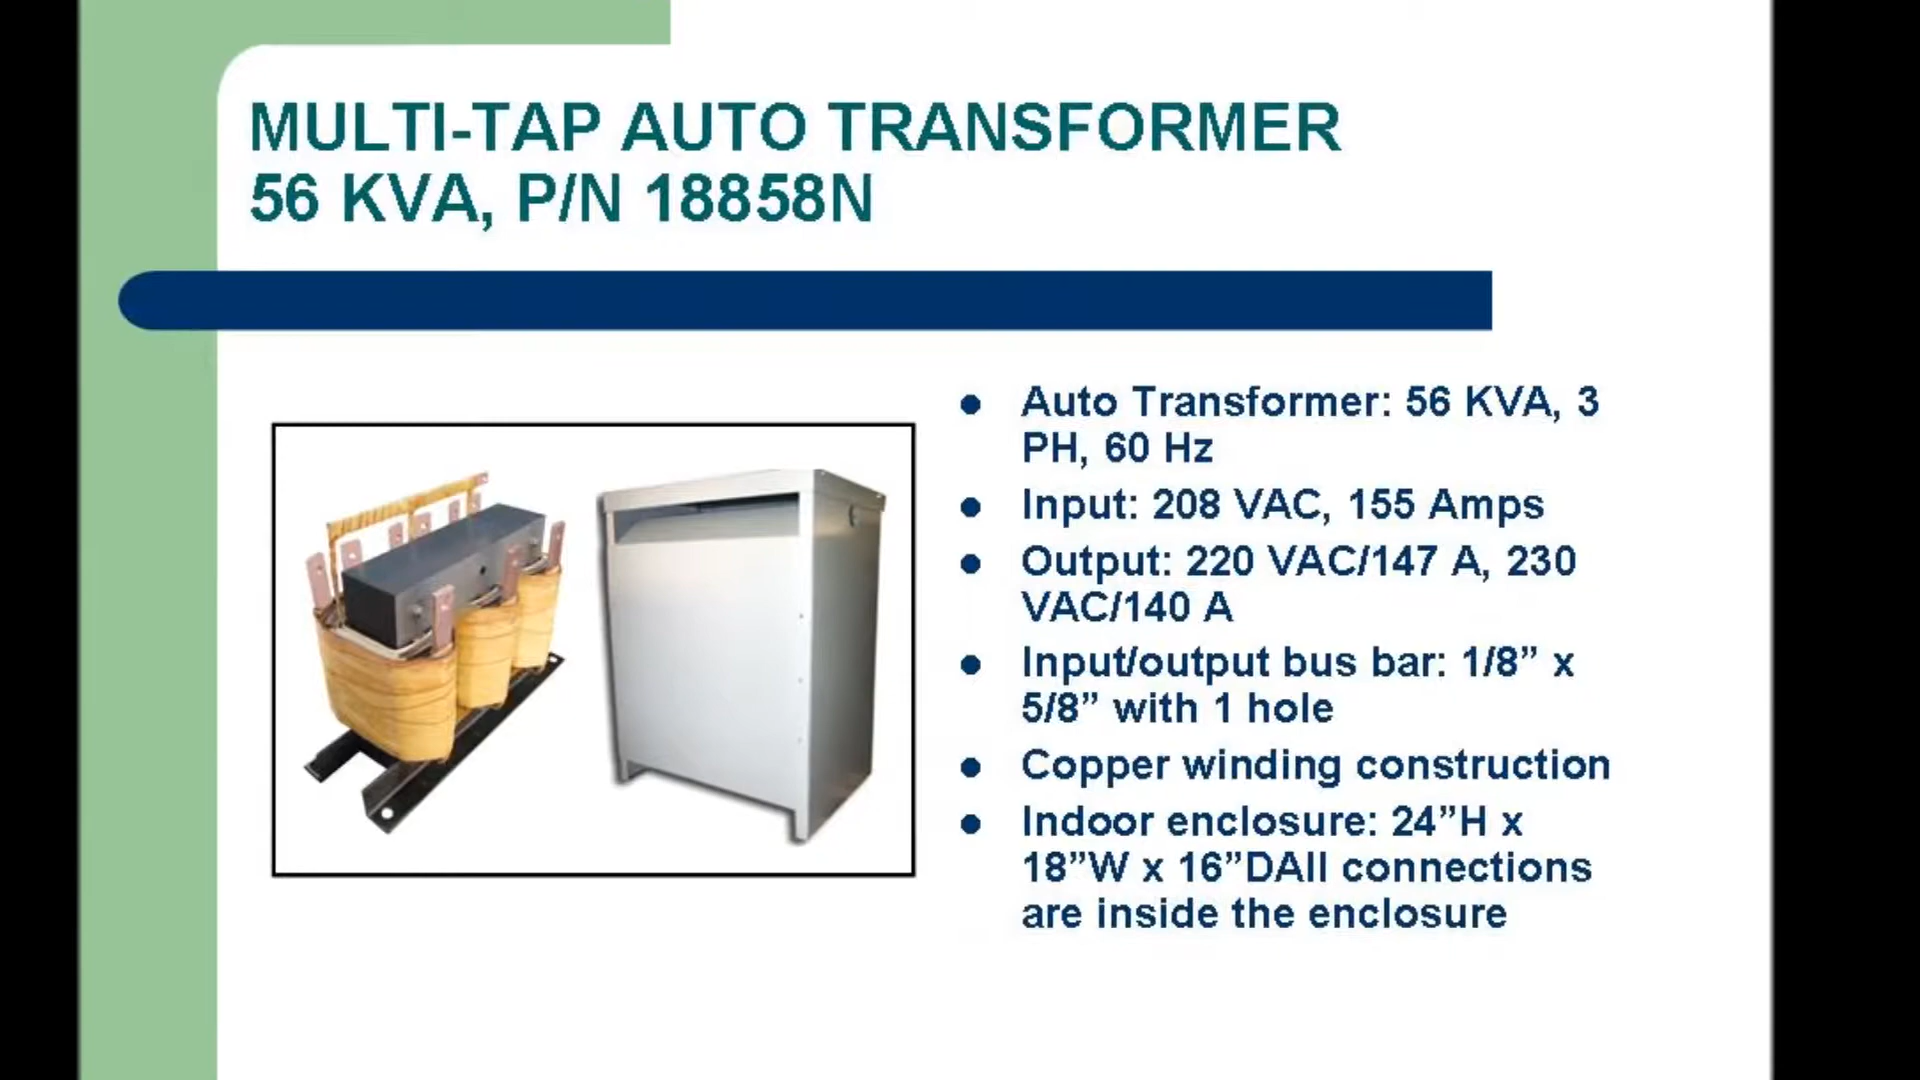 MULTI-TAP AUTO TRANSFORMER
56 KVA, P/N 18858N
Auto Transformer: 56 KVA, 3
PH, 60 Hz
Input: 208 VAC, 155 Amps
Output: 220 VAC/147 A, 230
VAC/140 A
Input/output bus bar: 1/8” x
5/8” with 1 hole
Copper winding construction
Indoor enclosure: 24”H x
18”W x 16”DAll connections
are inside the enclosure